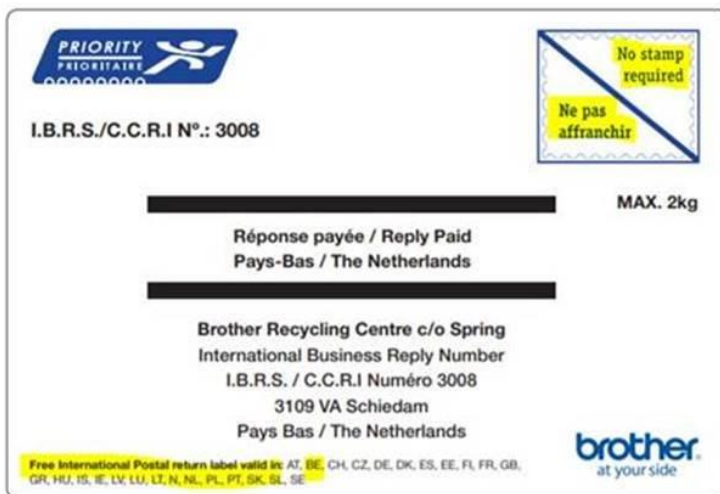 PRIORITY
PRIORITAIRE
No stamp
required
Ne pas
affranchir
I.B.R.S./C.C.R.I Nº.: 3008
MAX. 2kg
Réponse payée / Reply Paid
Pays-Bas / The Netherlands
Brother Recycling Centre c/o Spring
International Business Reply Number
I.B.R.S. / C.C.R.I Numéro 3008
3109 VA Schiedam
Pays Bas / The Netherlands
Free International Postal return label valid in: AT, BE, CH, CZ, DE, DK, ES, EE, FI, FR, GB,
GR, HU, IS, IE, LV, LU, LT, N, NL, PL, PT, SK, SL, SE
brother
at your side